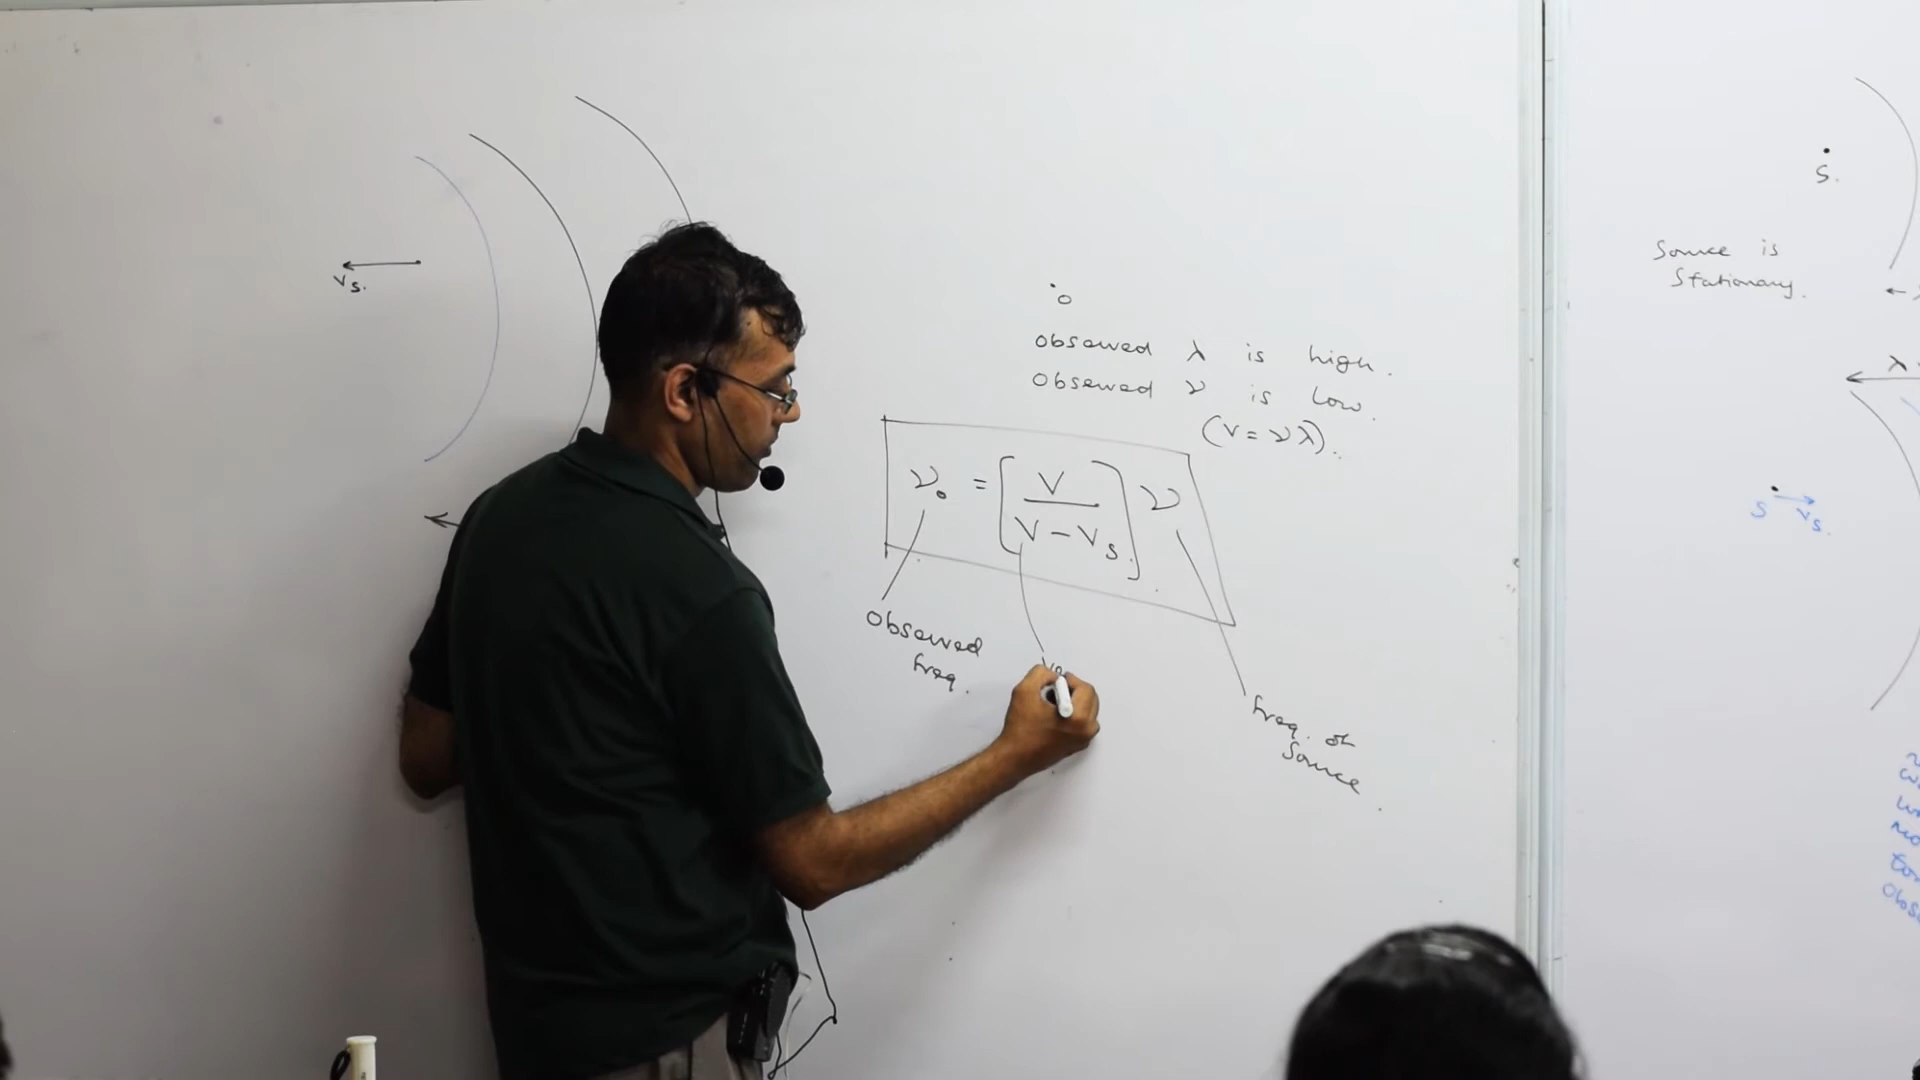 vs.
o
observed λ is high.
observed ν is low.
(v = νλ).
ν₀ = [v / (v - vs)] ν
observed
freq.
freq. of
source
S.
Source is
stationary.
λ
S vs.